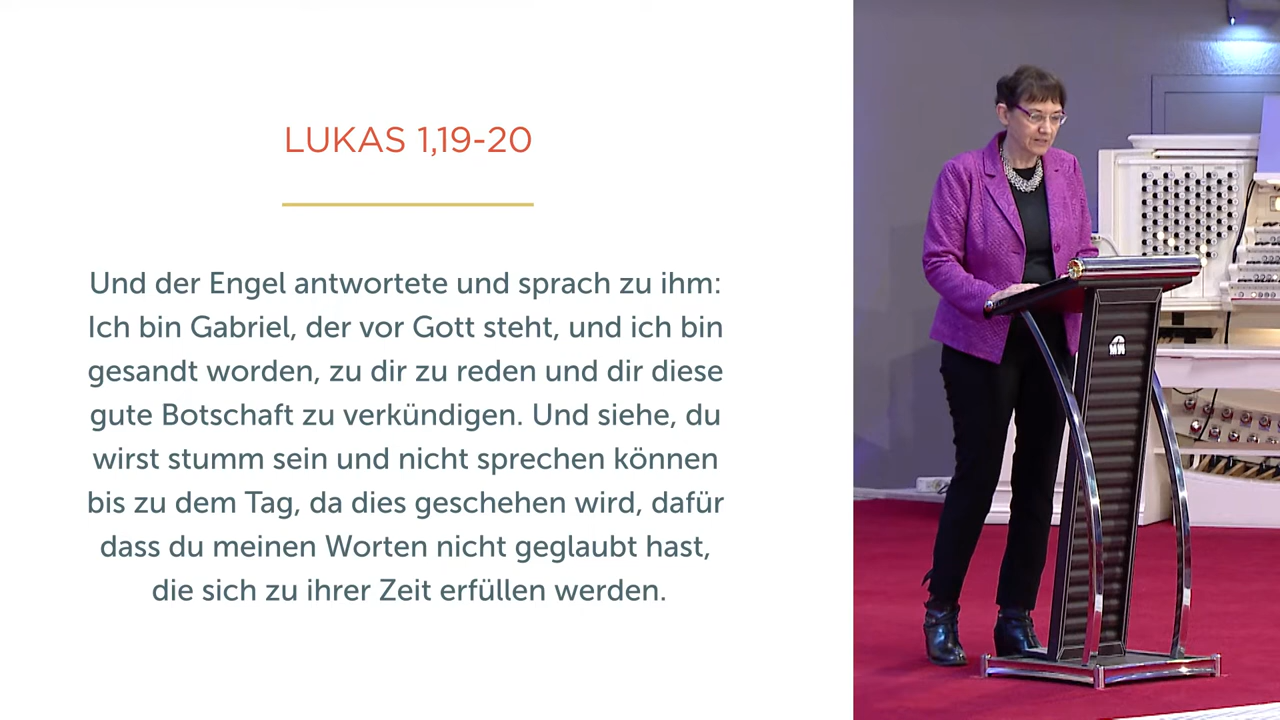 LUKAS 1,19-20
Und der Engel antwortete und sprach zu ihm:
Ich bin Gabriel, der vor Gott steht, und ich bin
gesandt worden, zu dir zu reden und dir diese
gute Botschaft zu verkündigen. Und siehe, du
wirst stumm sein und nicht sprechen können
bis zu dem Tag, da dies geschehen wird, dafür
dass du meinen Worten nicht geglaubt hast,
die sich zu ihrer Zeit erfüllen werden.